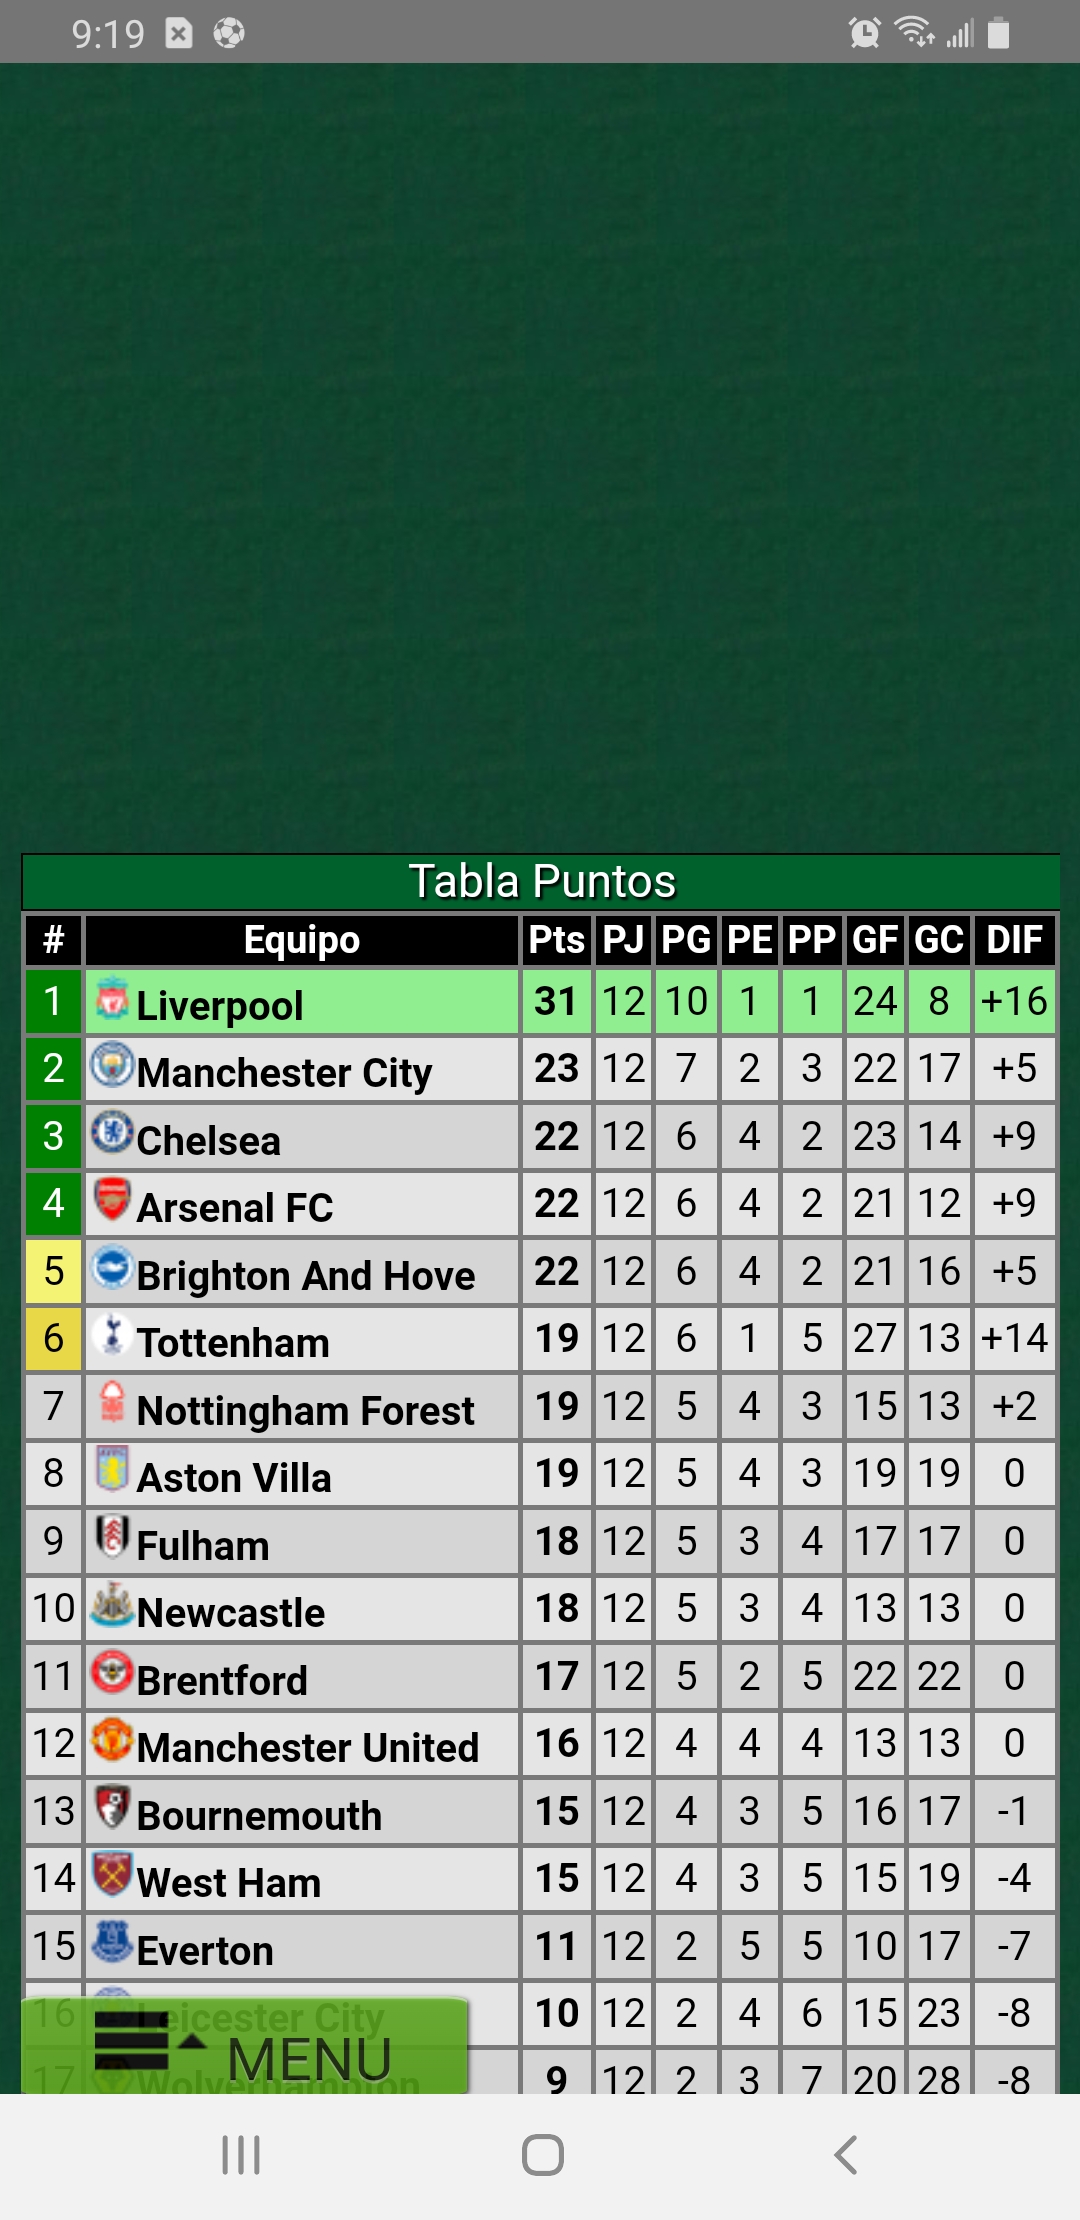 9:19
Tabla Puntos
# Equipo Pts PJ PG PE PP GF GC DIF
1 Liverpool 31 12 10 1 1 24 8 +16
2 Manchester City 23 12 7 2 3 22 17 +5
3 Chelsea 22 12 6 4 2 23 14 +9
4 Arsenal FC 22 12 6 4 2 21 12 +9
5 Brighton And Hove 22 12 6 4 2 21 16 +5
6 Tottenham 19 12 6 1 5 27 13 +14
7 Nottingham Forest 19 12 5 4 3 15 13 +2
8 Aston Villa 19 12 5 4 3 19 19 0
9 Fulham 18 12 5 3 4 17 17 0
10 Newcastle 18 12 5 3 4 13 13 0
11 Brentford 17 12 5 2 5 22 22 0
12 Manchester United 16 12 4 4 4 13 13 0
13 Bournemouth 15 12 4 3 5 16 17 -1
14 West Ham 15 12 4 3 5 15 19 -4
15 Everton 11 12 2 5 5 10 17 -7
16 Leicester City 10 12 2 4 6 15 23 -8
17 Wolverhampton 9 12 2 3 7 20 28 -8
MENU